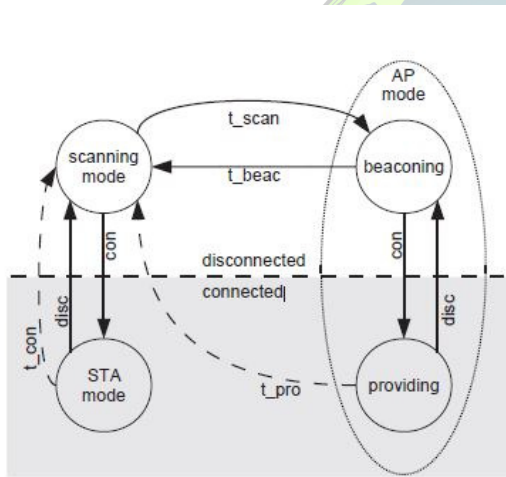 AP
mode
t_scan
scanning
mode
beaconing
t_beac
con
con
disconnected
connected
disc
disc
t_con
STA
mode
t_pro
providing